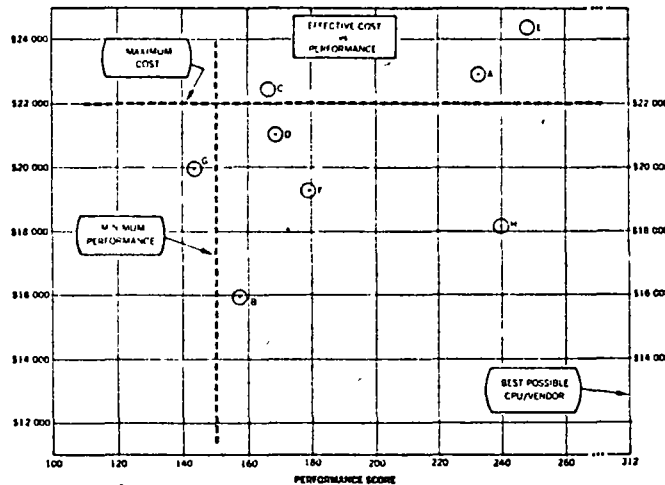 $24 000
$22 000
$20 000
$18 000
$16 000
$14 000
$12 000
MAXIMUM
COST
EFFECTIVE COST
vs
PERFORMANCE
E
A
C
D
G
F
H
B
MINIMUM
PERFORMANCE
BEST POSSIBLE
CPU/VENDOR
$22 000
$20 000
$18 000
$16 000
$14 000
100
120
140
160
180
200
220
240
260
312
PERFORMANCE SCORE